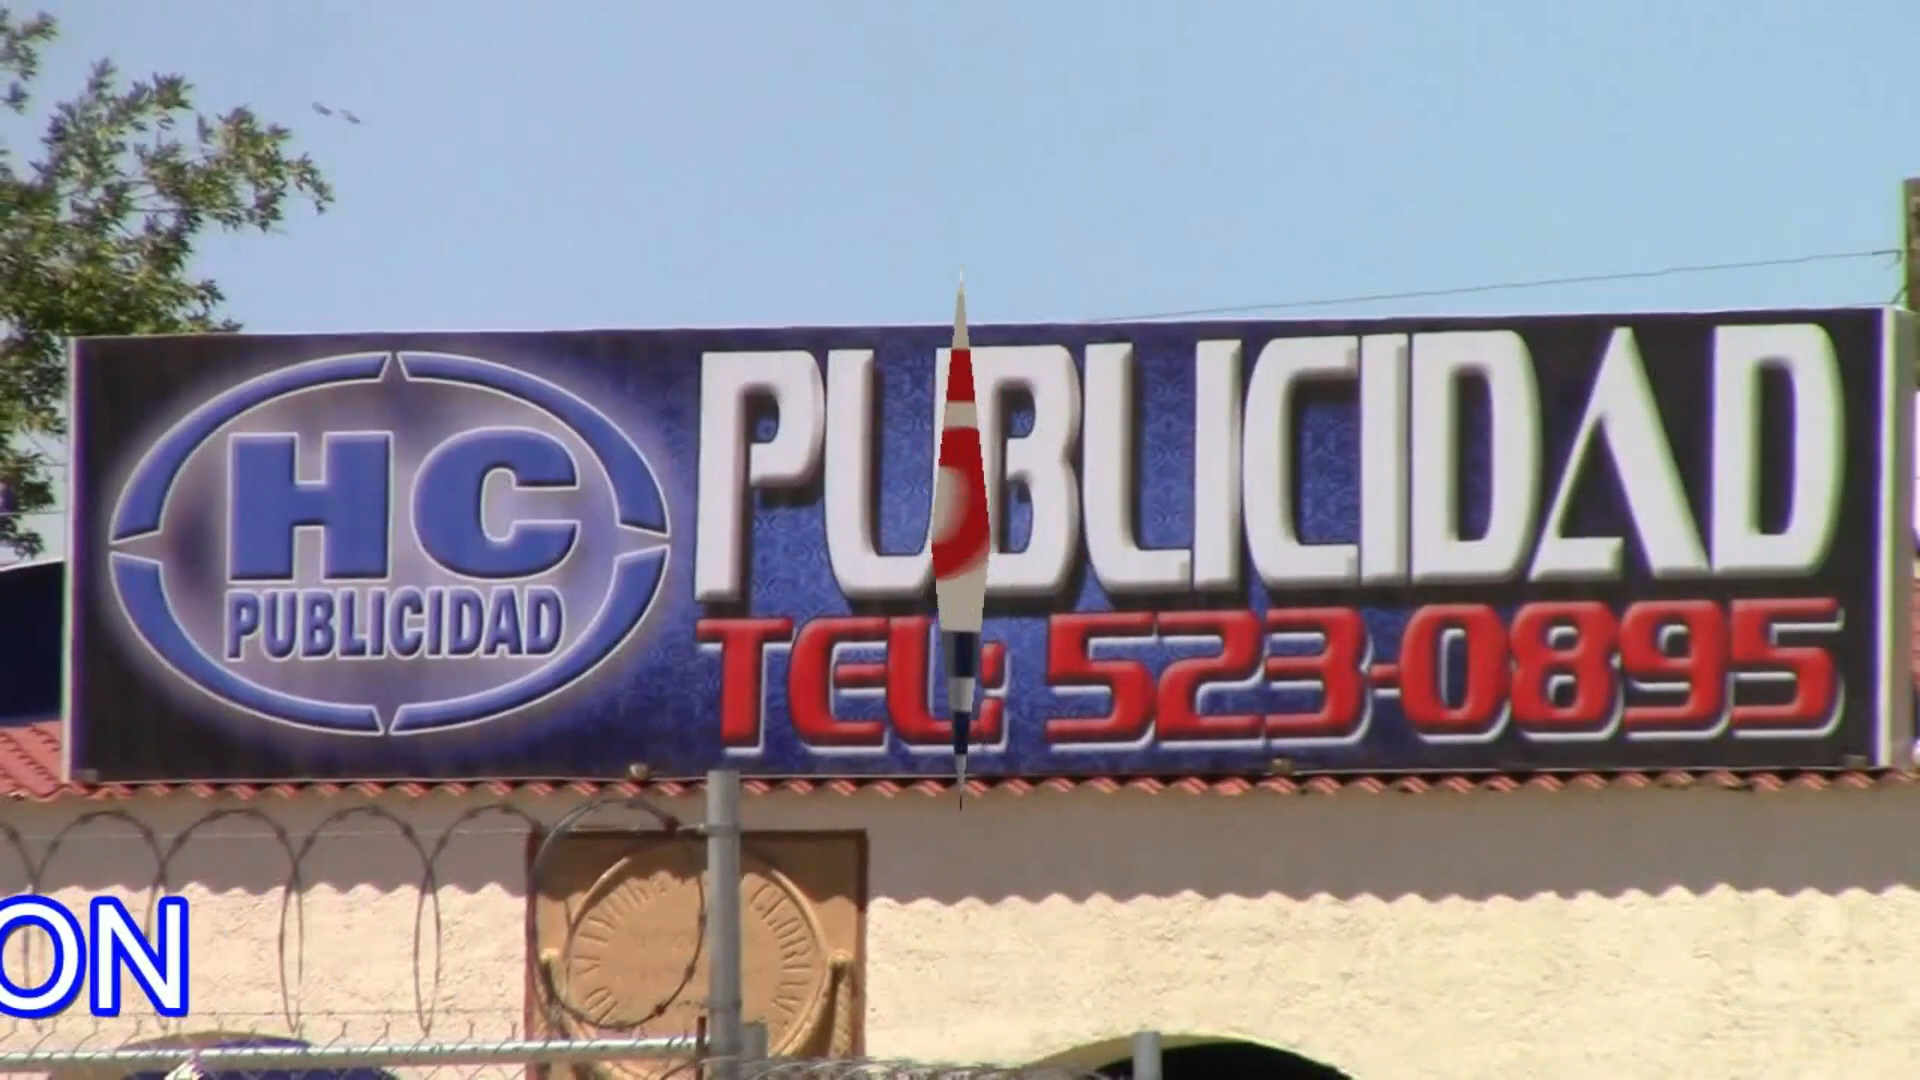 HC
PUBLICIDAD
PUBLICIDAD
TEL: 523-0895
ON